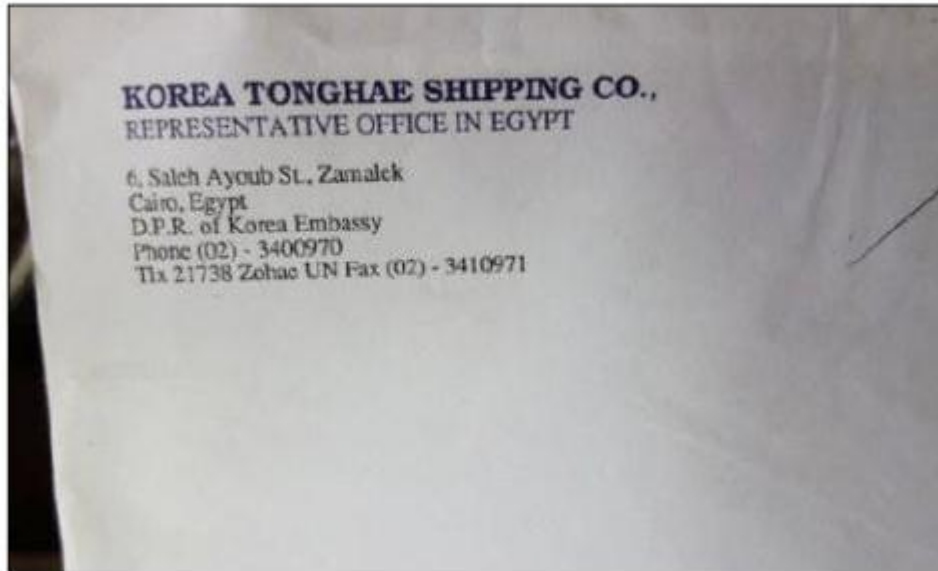 KOREA TONGHAE SHIPPING CO.,
REPRESENTATIVE OFFICE IN EGYPT
6, Saleh Ayoub St., Zamalek
Cairo, Egypt
D.P.R. of Korea Embassy
Phone (02) - 3400970
Tlx 21738 Zohae UN Fax (02) - 3410971